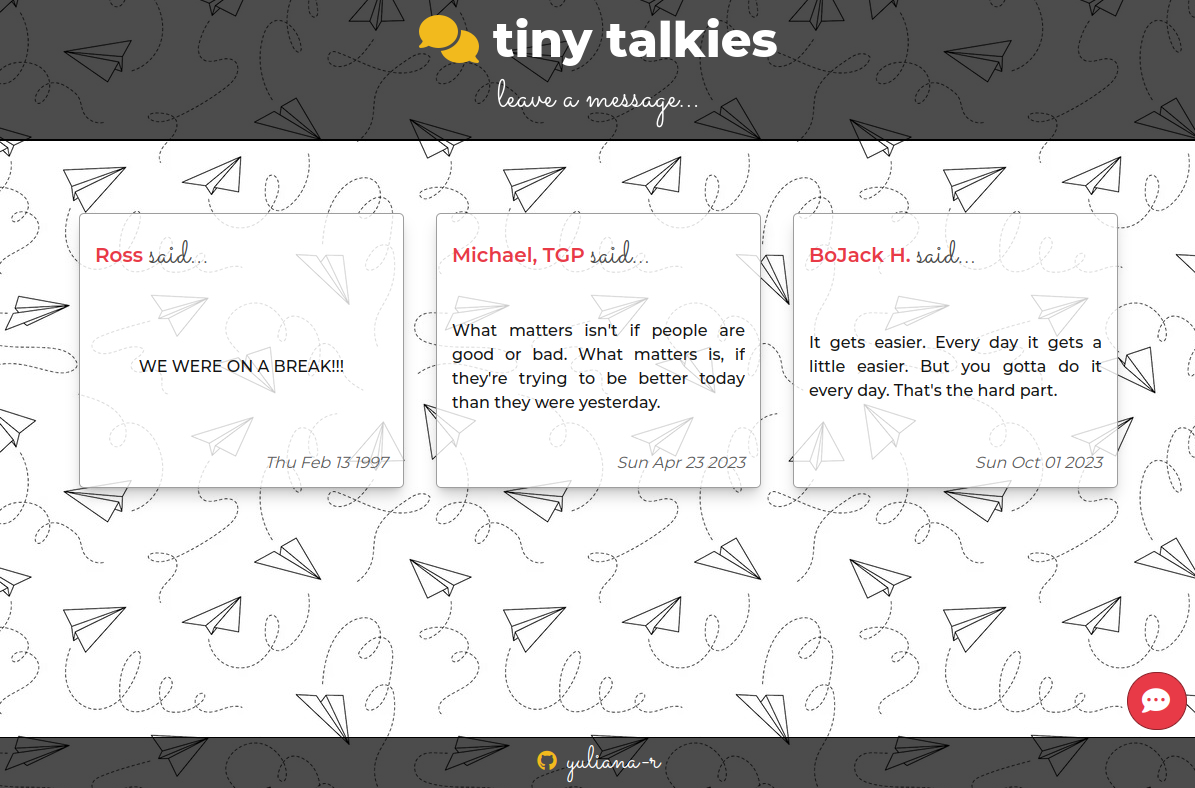 tiny talkies
leave a message...
Ross said...
WE WERE ON A BREAK!!!
Thu Feb 13 1997
Michael, TGP said...
What matters isn't if people are
good or bad. What matters is, if
they're trying to be better today
than they were yesterday.
Sun Apr 23 2023
BoJack H. said...
It gets easier. Every day it gets a
little easier. But you gotta do it
every day. That's the hard part.
Sun Oct 01 2023
yuliana-r